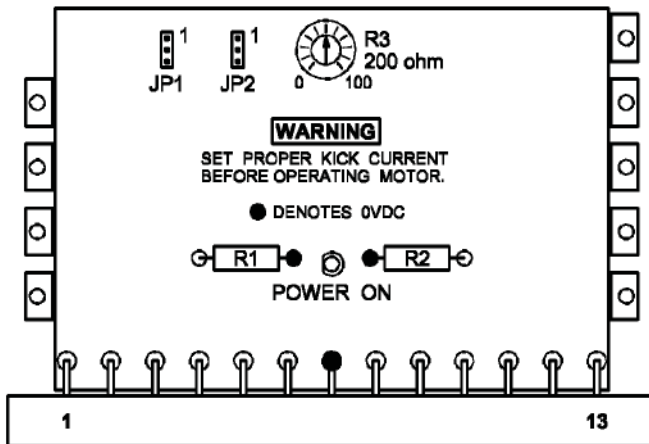 1 1 R3
200 ohm
JP1 JP2 0 100
WARNING
SET PROPER KICK CURRENT
BEFORE OPERATING MOTOR.
DENOTES 0VDC
R1 R2
POWER ON
1 13